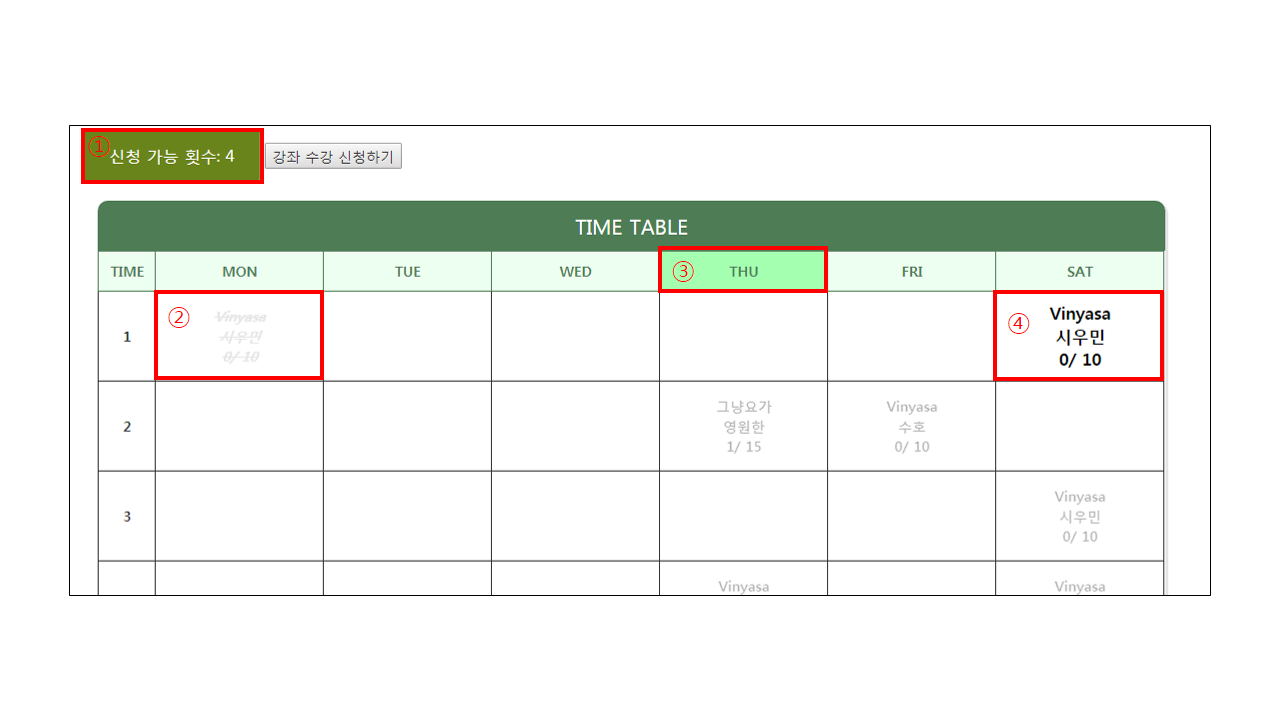 ① 신청 가능 횟수: 4 강좌 수강 신청하기
TIME TABLE
TIME MON TUE WED ③ THU FRI SAT
1
② Vinyasa
시우민
0/ 10
④ Vinyasa
시우민
0/ 10
2
그냥요가
영원한
1/ 15
Vinyasa
수호
0/ 10
3
Vinyasa
시우민
0/ 10
Vinyasa
Vinyasa